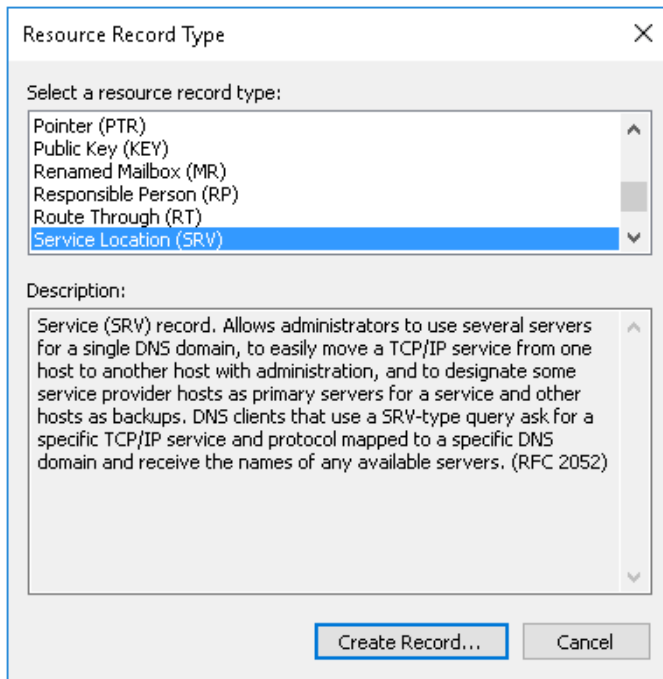 Resource Record Type
Select a resource record type:
Pointer (PTR)
Public Key (KEY)
Renamed Mailbox (MR)
Responsible Person (RP)
Route Through (RT)
Service Location (SRV)
Description:
Service (SRV) record. Allows administrators to use several servers
for a single DNS domain, to easily move a TCP/IP service from one
host to another host with administration, and to designate some
service provider hosts as primary servers for a service and other
hosts as backups. DNS clients that use a SRV-type query ask for a
specific TCP/IP service and protocol mapped to a specific DNS
domain and receive the names of any available servers. (RFC 2052)
Create Record...
Cancel